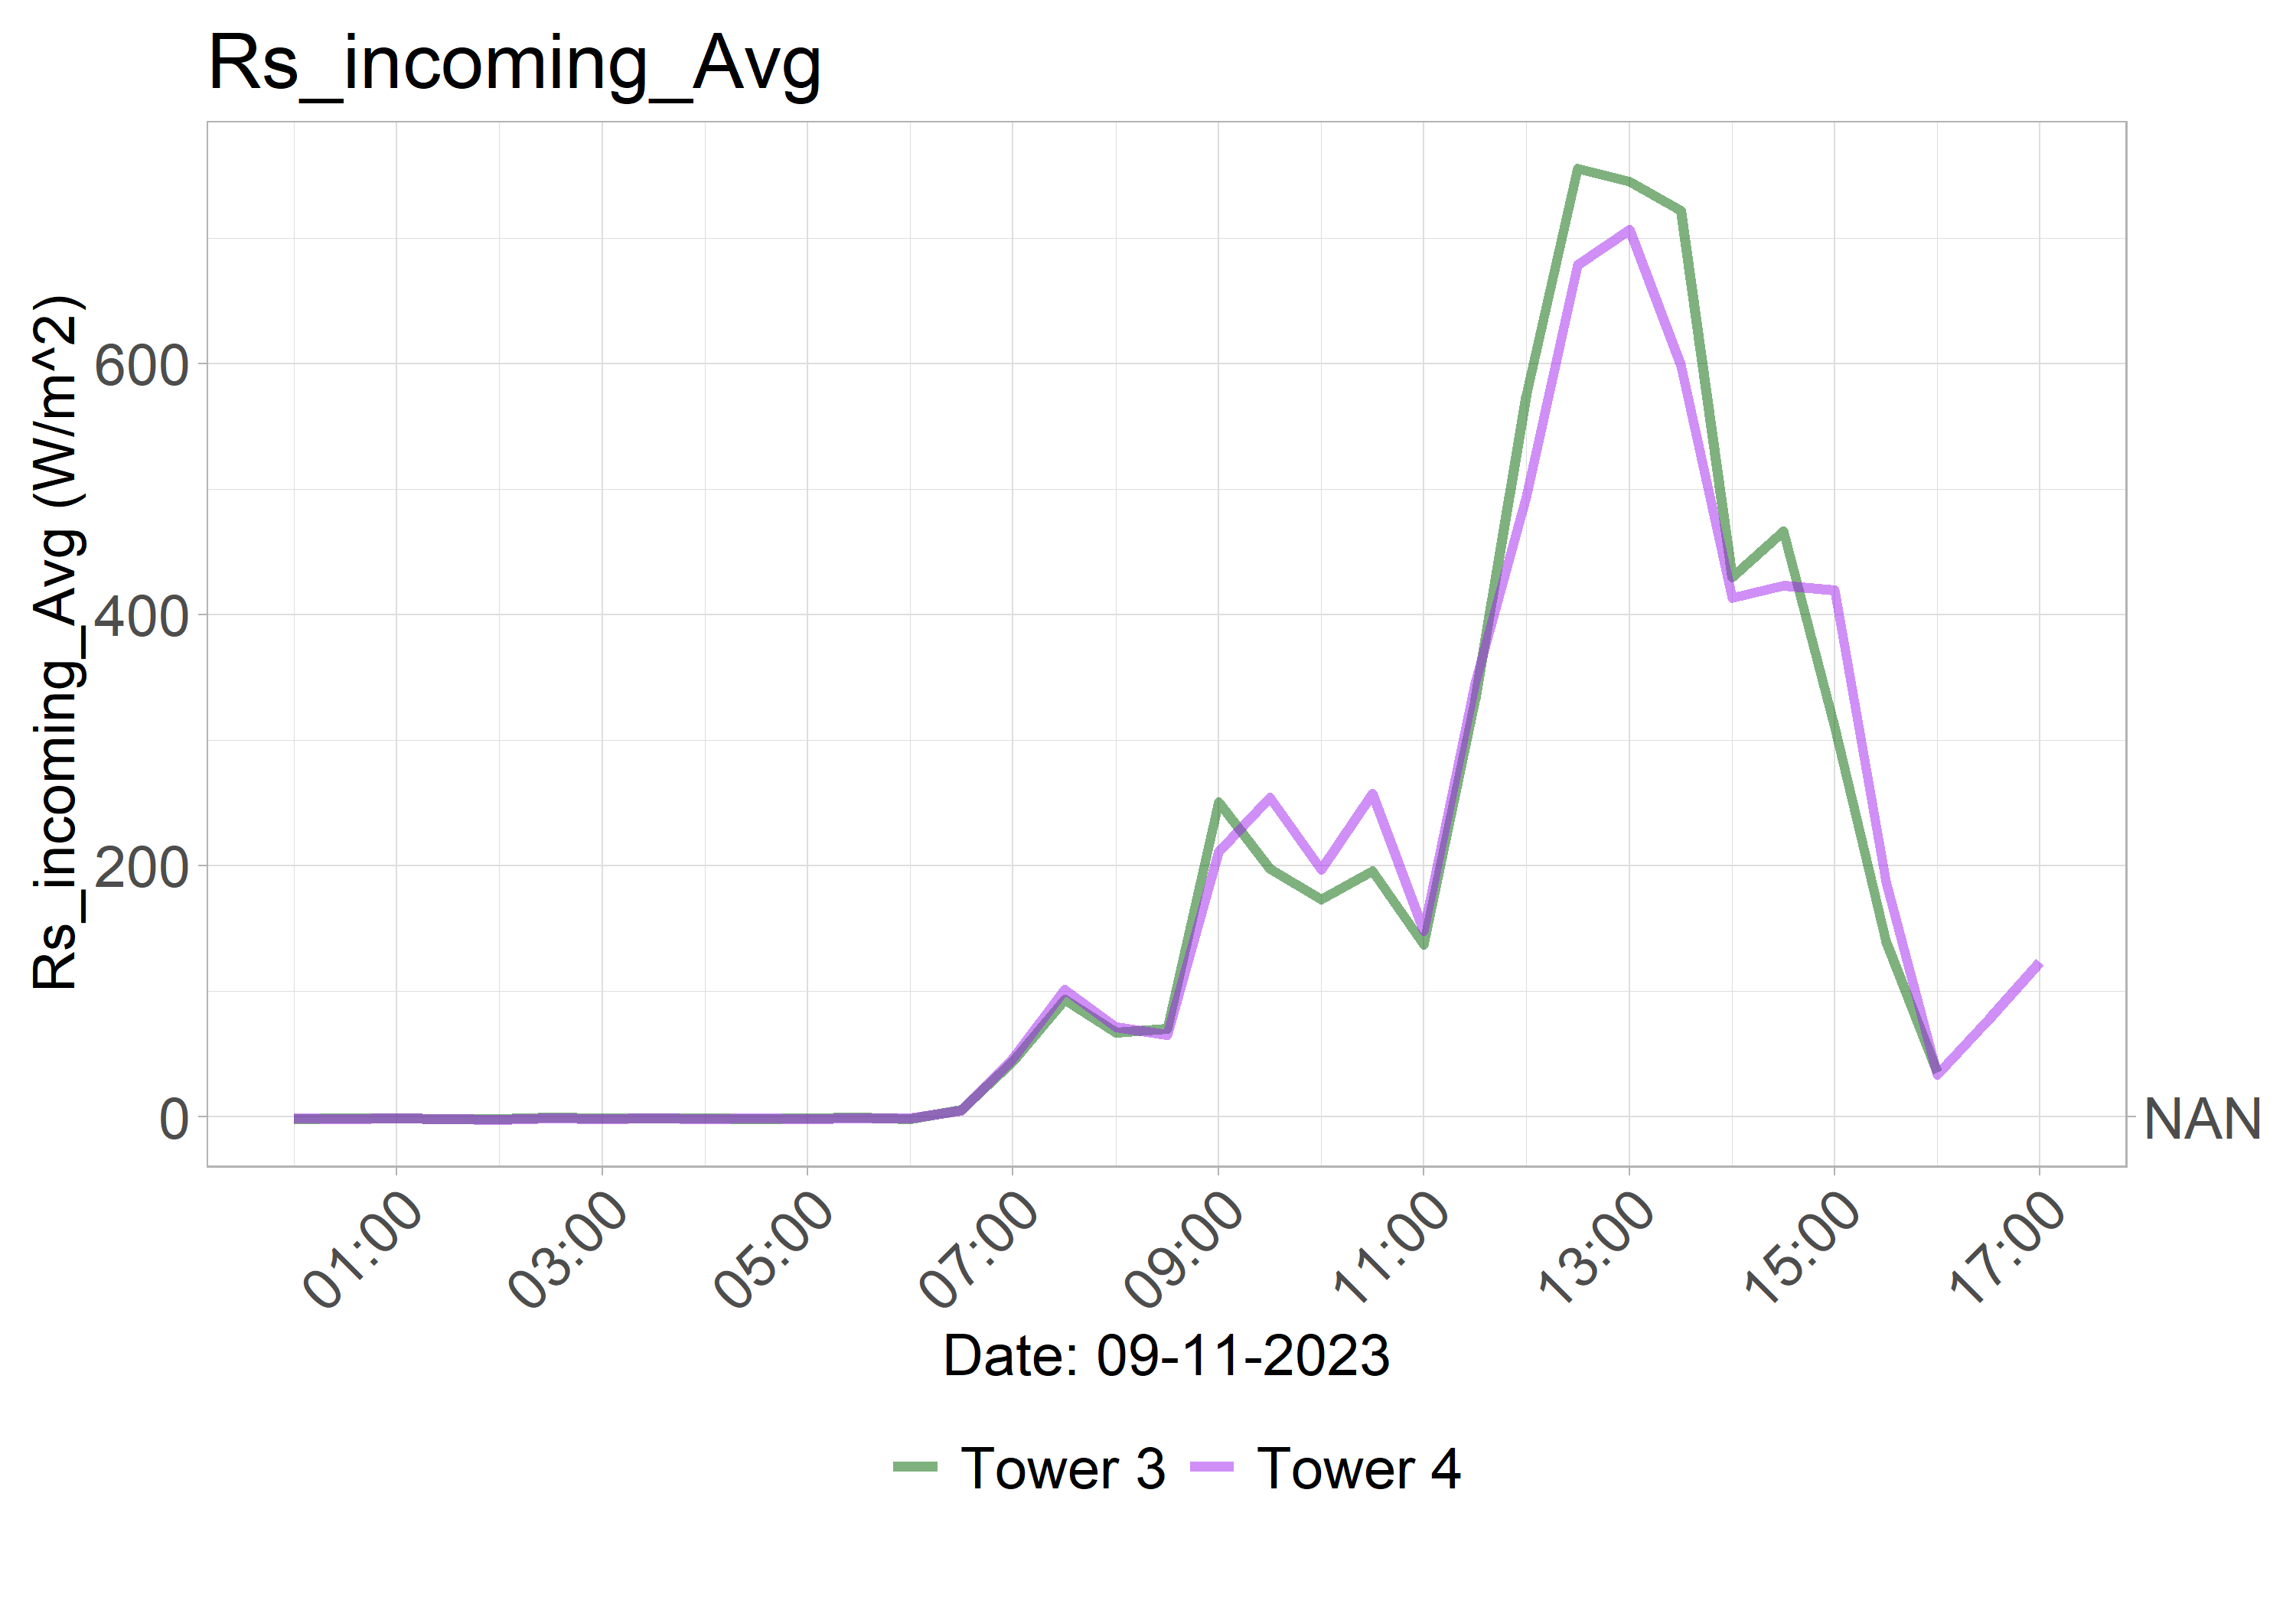 Rs_incoming_Avg
Rs_incoming_Avg (W/m^2)
600
400
200
0
NAN
01:00
03:00
05:00
07:00
09:00
11:00
13:00
15:00
17:00
Date: 09-11-2023
Tower 3
Tower 4